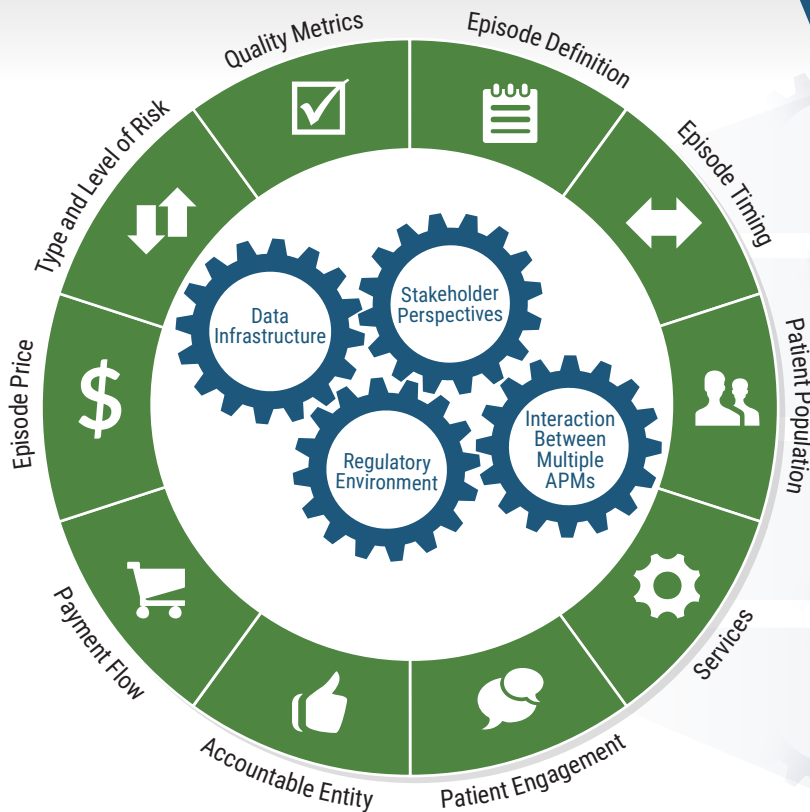 Quality Metrics
Episode Definition
Episode Timing
Patient Population
Services
Patient Engagement
Accountable Entity
Payment Flow
Episode Price
Type and Level of Risk
Data
Infrastructure
Stakeholder
Perspectives
Regulatory
Environment
Interaction
Between
Multiple
APMs